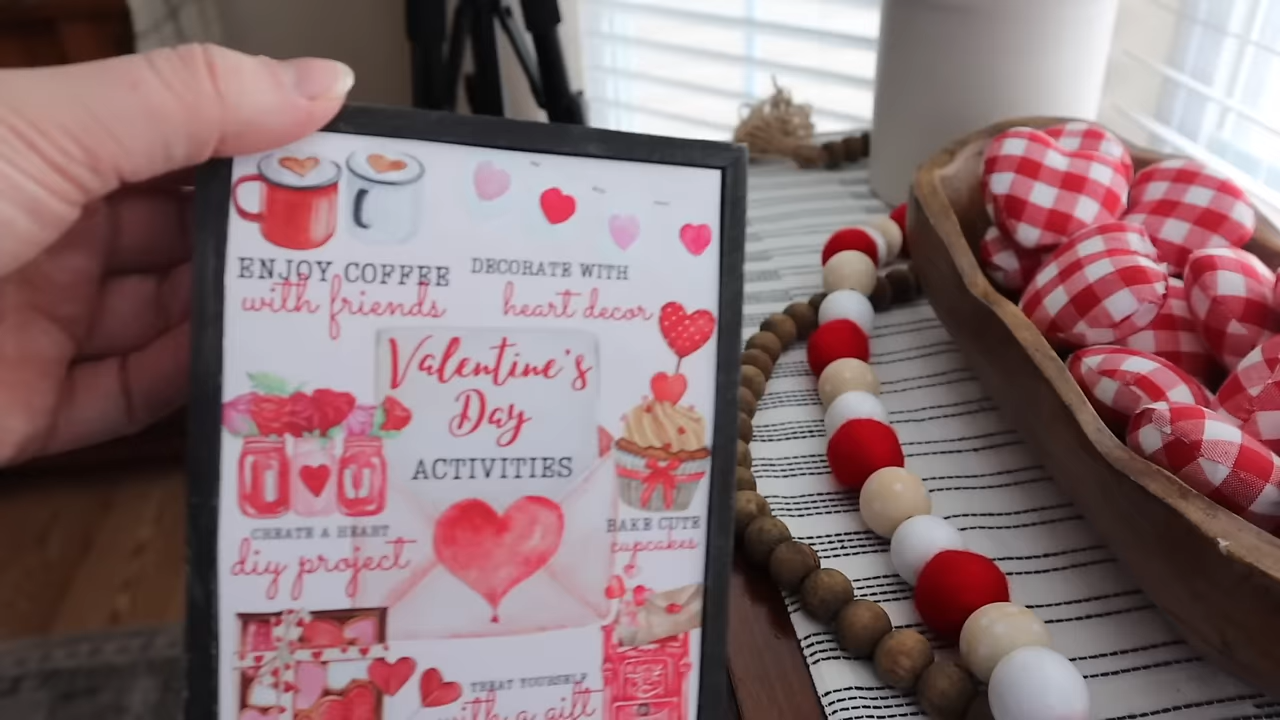 ENJOY COFFEE
with friends
DECORATE WITH
heart decor
Valentine's
Day
ACTIVITIES
CREATE A HEART
diy project
BAKE CUTE
cupcakes
TREAT YOURSELF
with a gift